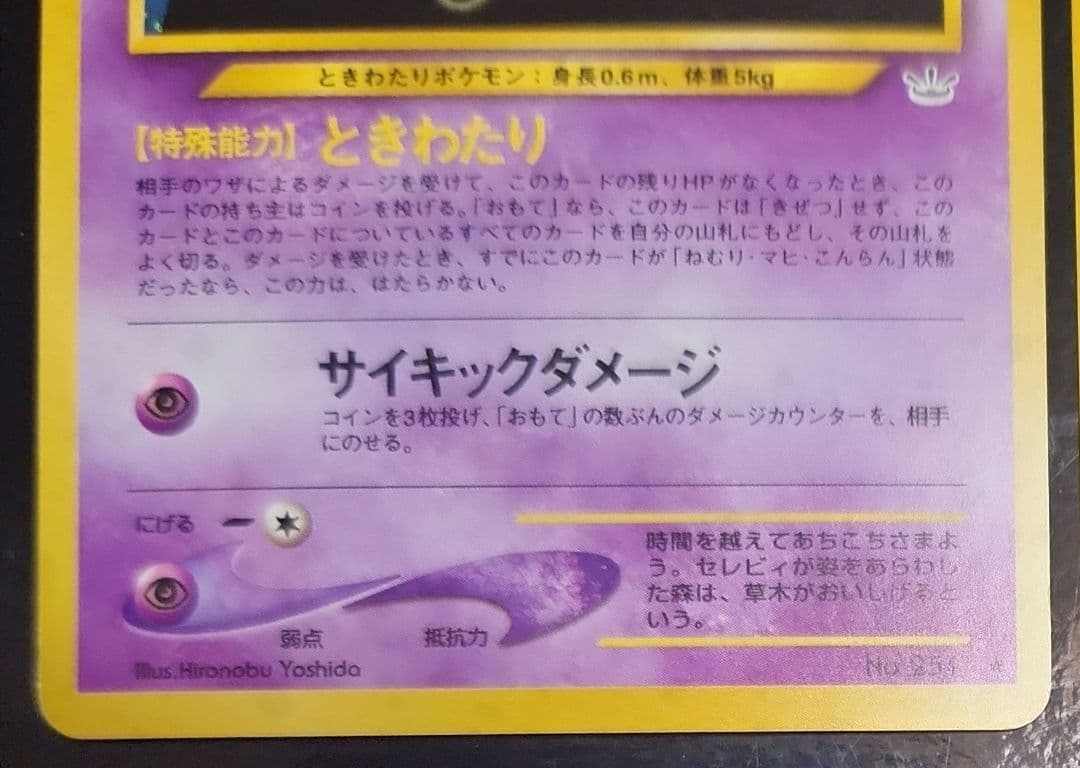 ときわたりポケモン：身長0.6m、体重5kg
【特殊能力】ときわたり
相手のワザによるダメージを受けて、このカードの残りHPがなくなったとき、この
カードの持ち主はコインを投げる。「おもて」なら、このカードは「きぜつ」せず、この
カードとこのカードについているすべてのカードを自分の山札にもどし、その山札を
よく切る。ダメージを受けたとき、すでにこのカードが「ねむり・マヒ・こんらん」状態
だったなら、この力は、はたらかない。
サイキックダメージ
コインを3枚投げ、「おもて」の数ぶんのダメージカウンターを、相手
にのせる。
にげる
時間を越えてあちこちさまよ
う。セレビィが姿をあらわし
た森は、草木がおいしげると
いう。
弱点 抵抗力
Illus.Hironobu Yoshida
No.251 ★